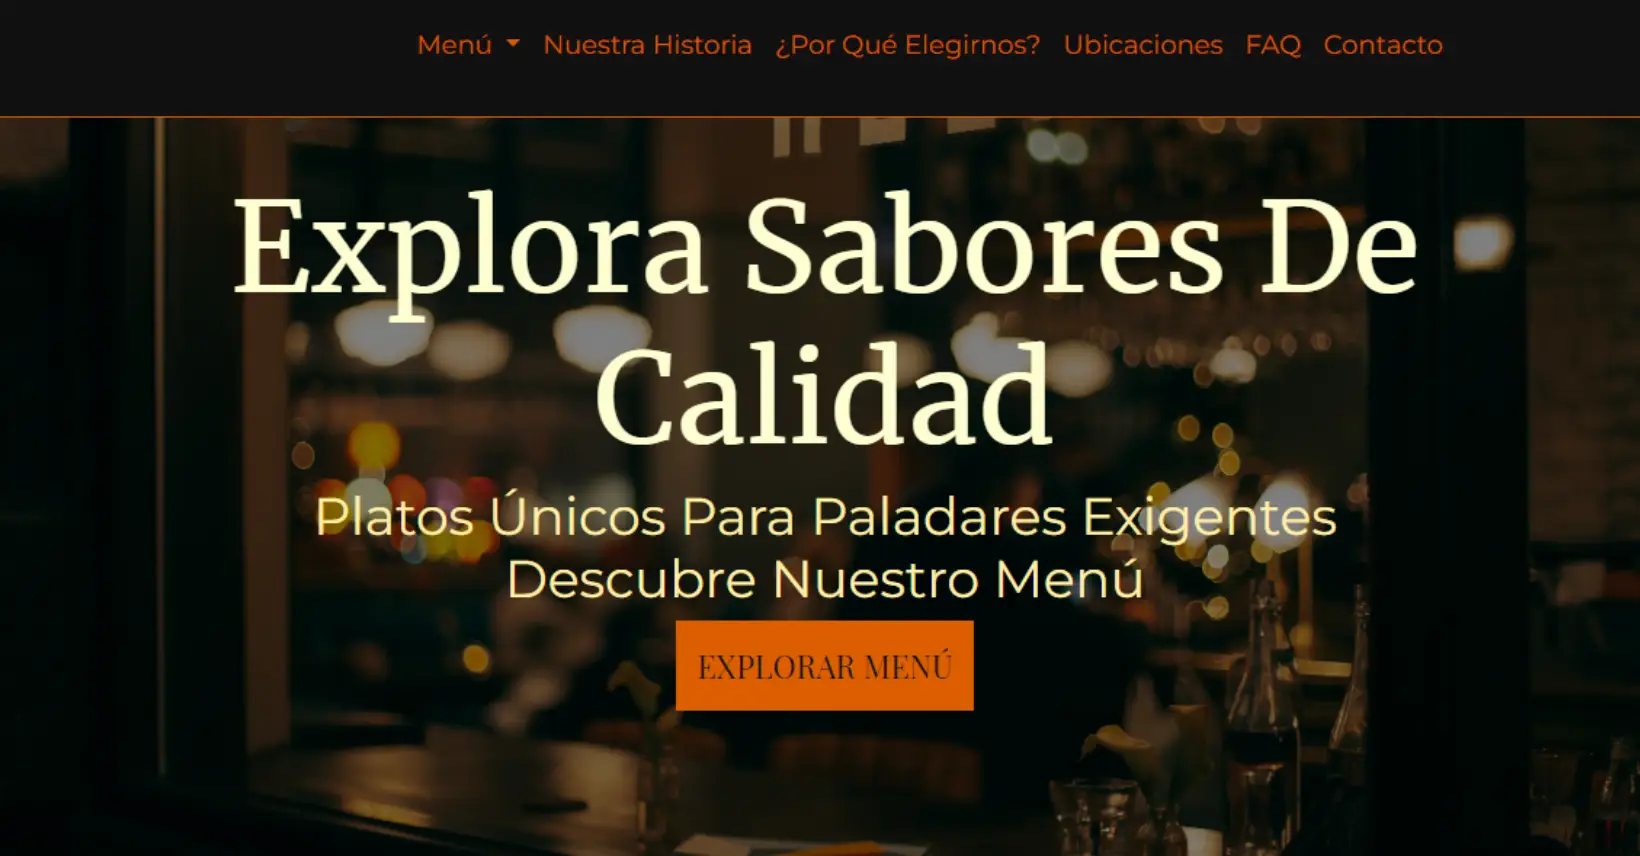 Menú Nuestra Historia ¿Por Qué Elegirnos? Ubicaciones FAQ Contacto
Explora Sabores De
Calidad
Platos Únicos Para Paladares Exigentes
Descubre Nuestro Menú
EXPLORAR MENÚ